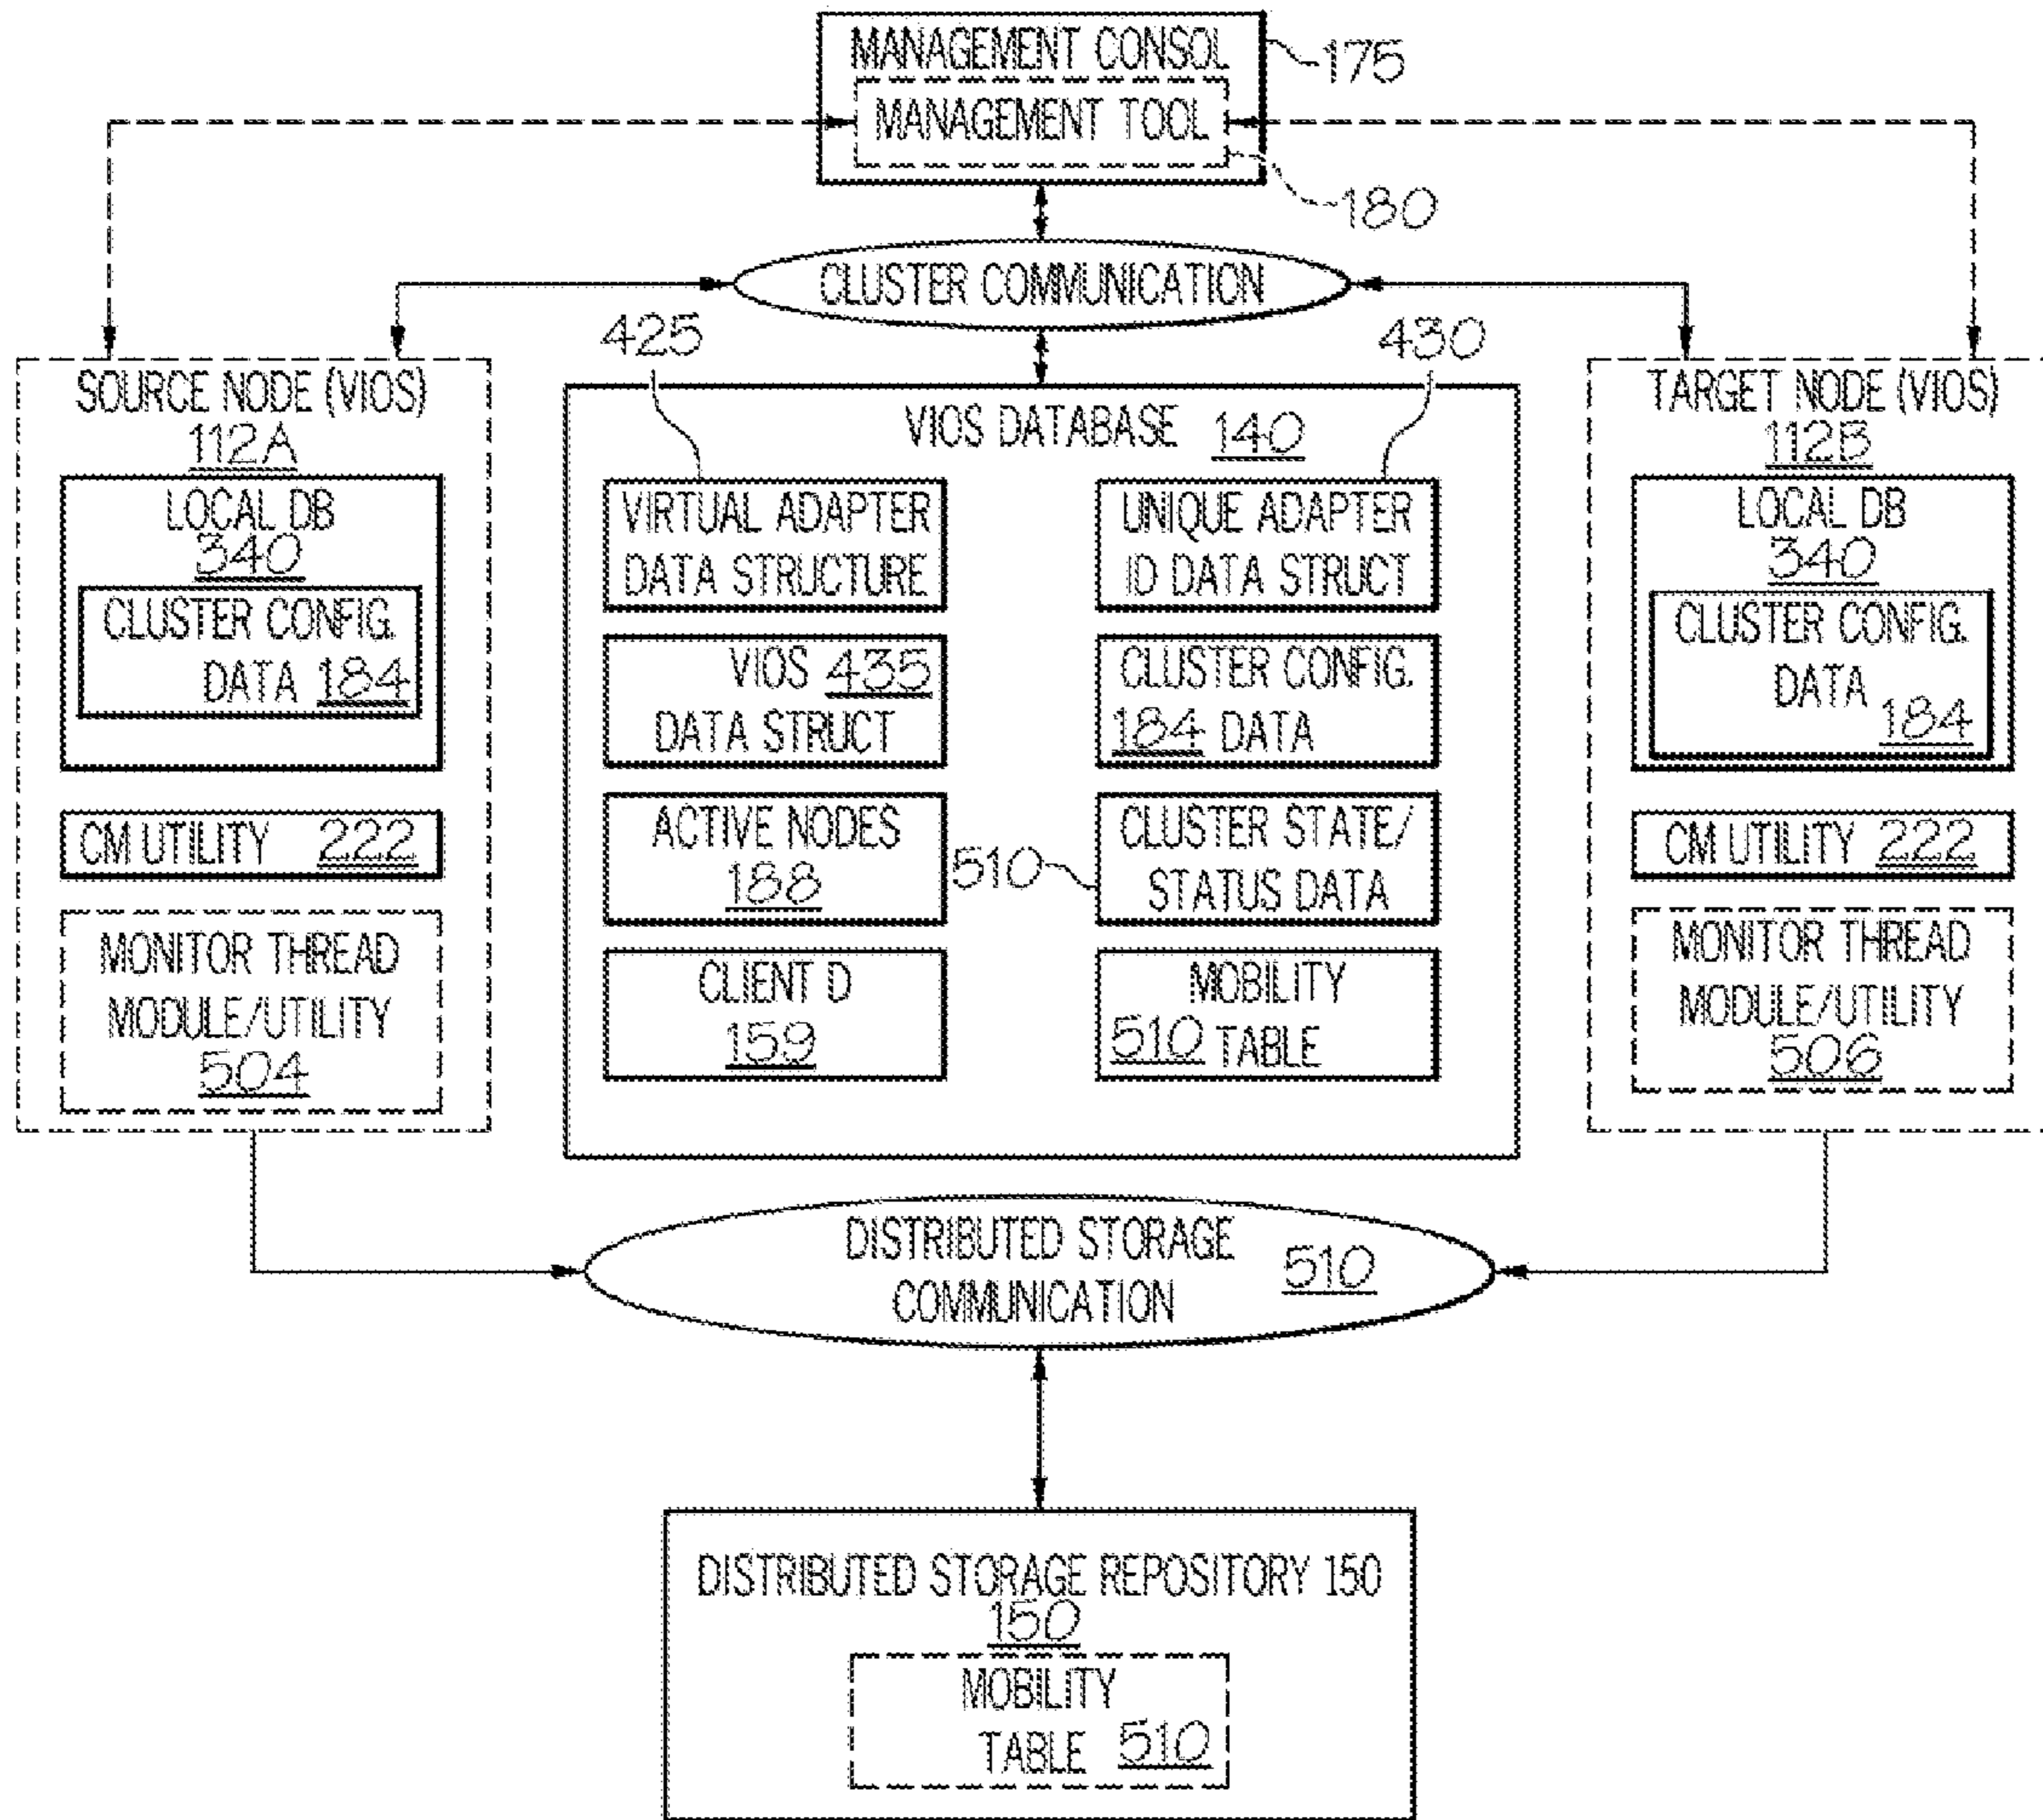 MANAGEMENT CONSOL
175
MANAGEMENT TOOL
180
CLUSTER COMMUNICATION
425
430
SOURCE NODE (VIOS)
112A
LOCAL DB
340
CLUSTER CONFIG.
DATA 184
CM UTILITY 222
MONITOR THREAD
MODULE/UTILITY
504
VIOS DATABASE 140
VIRTUAL ADAPTER
DATA STRUCTURE
UNIQUE ADAPTER
ID DATA STRUCT
VIOS 435
DATA STRUCT
CLUSTER CONFIG.
184 DATA
ACTIVE NODES
188
510
CLUSTER STATE/
STATUS DATA
CLIENT D
159
MOBILITY
510 TABLE
TARGET NODE (VIOS)
112B
LOCAL DB
340
CLUSTER CONFIG.
DATA
184
CM UTILITY 222
MONITOR THREAD
MODULE/UTILITY
506
DISTRIBUTED STORAGE
COMMUNICATION
510
DISTRIBUTED STORAGE REPOSITORY 150
150
MOBILITY
TABLE 510